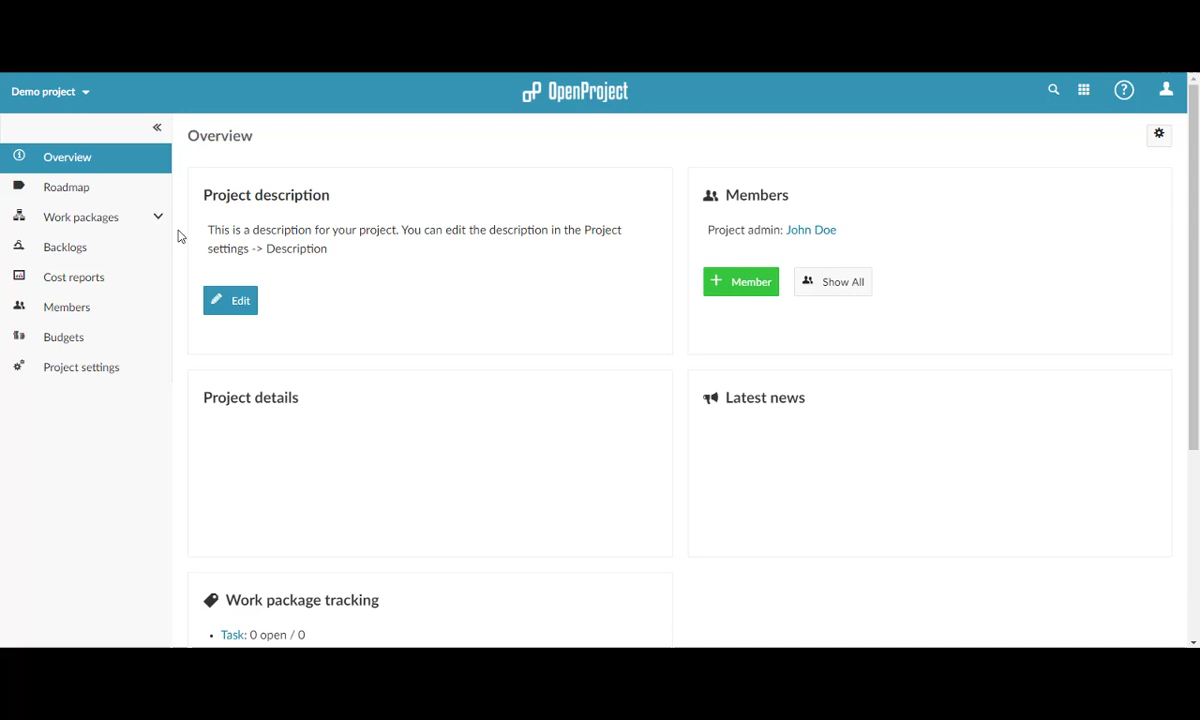 Demo project
OpenProject
?
Overview
Roadmap
Work packages
Backlogs
Cost reports
Members
Budgets
Project settings
Overview
Project description
This is a description for your project. You can edit the description in the Project
settings -> Description
Edit
Members
Project admin: John Doe
+ Member
Show All
Project details
Latest news
Work package tracking
• Task: 0 open / 0